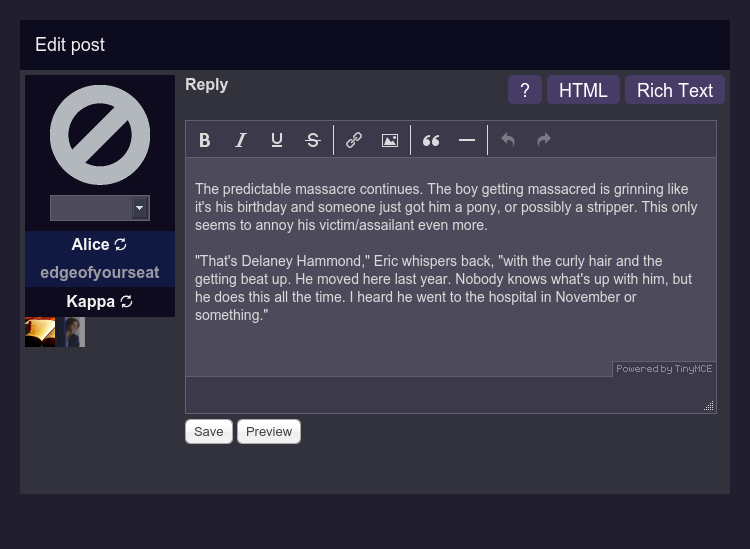 Edit post
Reply
? HTML Rich Text
B I U S
The predictable massacre continues. The boy getting massacred is grinning like
it's his birthday and someone just got him a pony, or possibly a stripper. This only
seems to annoy his victim/assailant even more.
"That's Delaney Hammond," Eric whispers back, "with the curly hair and the
getting beat up. He moved here last year. Nobody knows what's up with him, but
he does this all the time. I heard he went to the hospital in November or
something."
Powered by TinyMCE
Save Preview
Alice
edgeofyourseat
Kappa